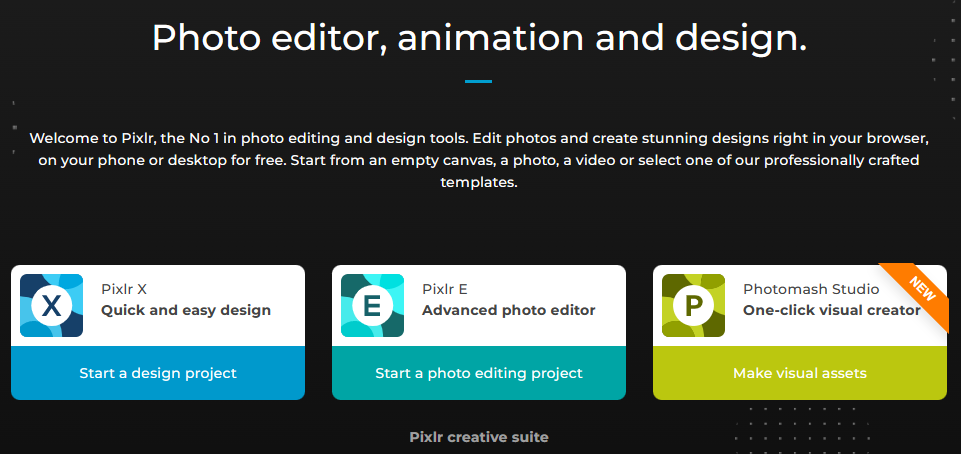 Photo editor, animation and design.
Welcome to Pixlr, the No 1 in photo editing and design tools. Edit photos and create stunning designs right in your browser,
on your phone or desktop for free. Start from an empty canvas, a photo, a video or select one of our professionally crafted
templates.
X
Pixlr X
Quick and easy design
Start a design project
E
Pixlr E
Advanced photo editor
Start a photo editing project
P
Photomash Studio
One-click visual creator
NEW
Make visual assets
Pixlr creative suite